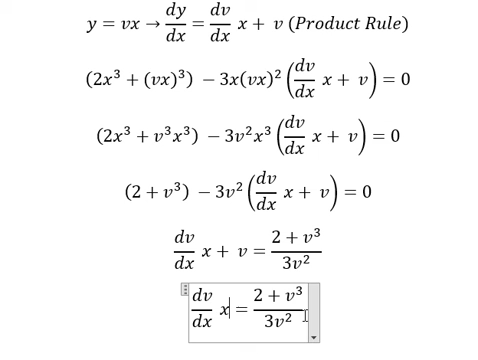 y = vx → dy/dx = dv/dx x + v (Product Rule)
(2x³ + (vx)³) − 3x(vx)² (dv/dx x + v) = 0
(2x³ + v³x³) − 3v²x³ (dv/dx x + v) = 0
(2 + v³) − 3v² (dv/dx x + v) = 0
dv/dx x + v = (2 + v³)/(3v²)
dv/dx x = (2 + v³)/(3v²)